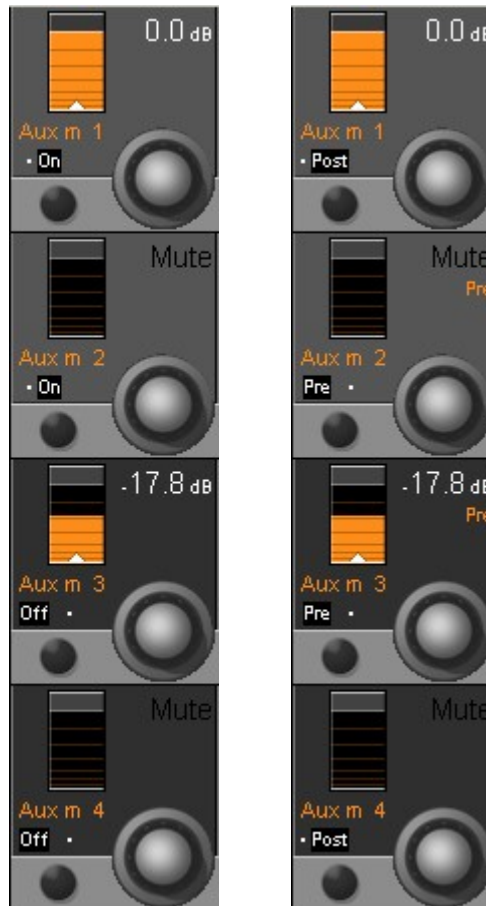 0.0 dB
Aux m 1
On
Mute
Aux m 2
On
-17.8 dB
Aux m 3
Off
Mute
Aux m 4
Off
0.0 dB
Aux m 1
Post
Mute
Pre
Aux m 2
Pre
-17.8 dB
Pre
Aux m 3
Pre
Mute
Aux m 4
Post